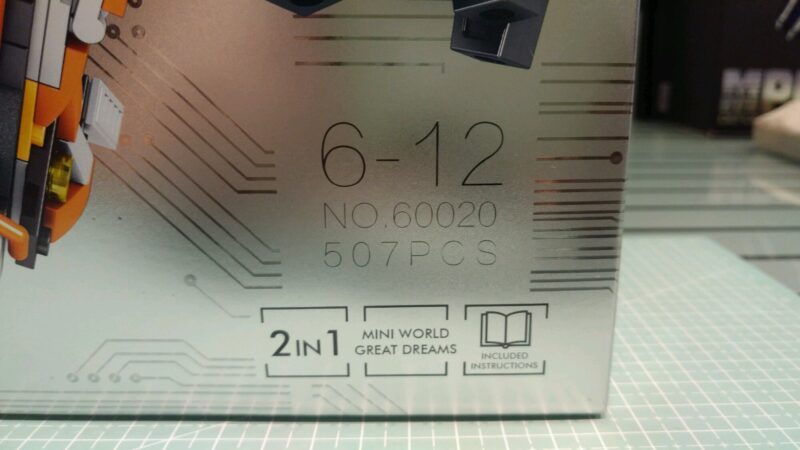 6-12
NO.60020
507PCS
2IN1
MINI WORLD
GREAT DREAMS
INCLUDED
INSTRUCTIONS